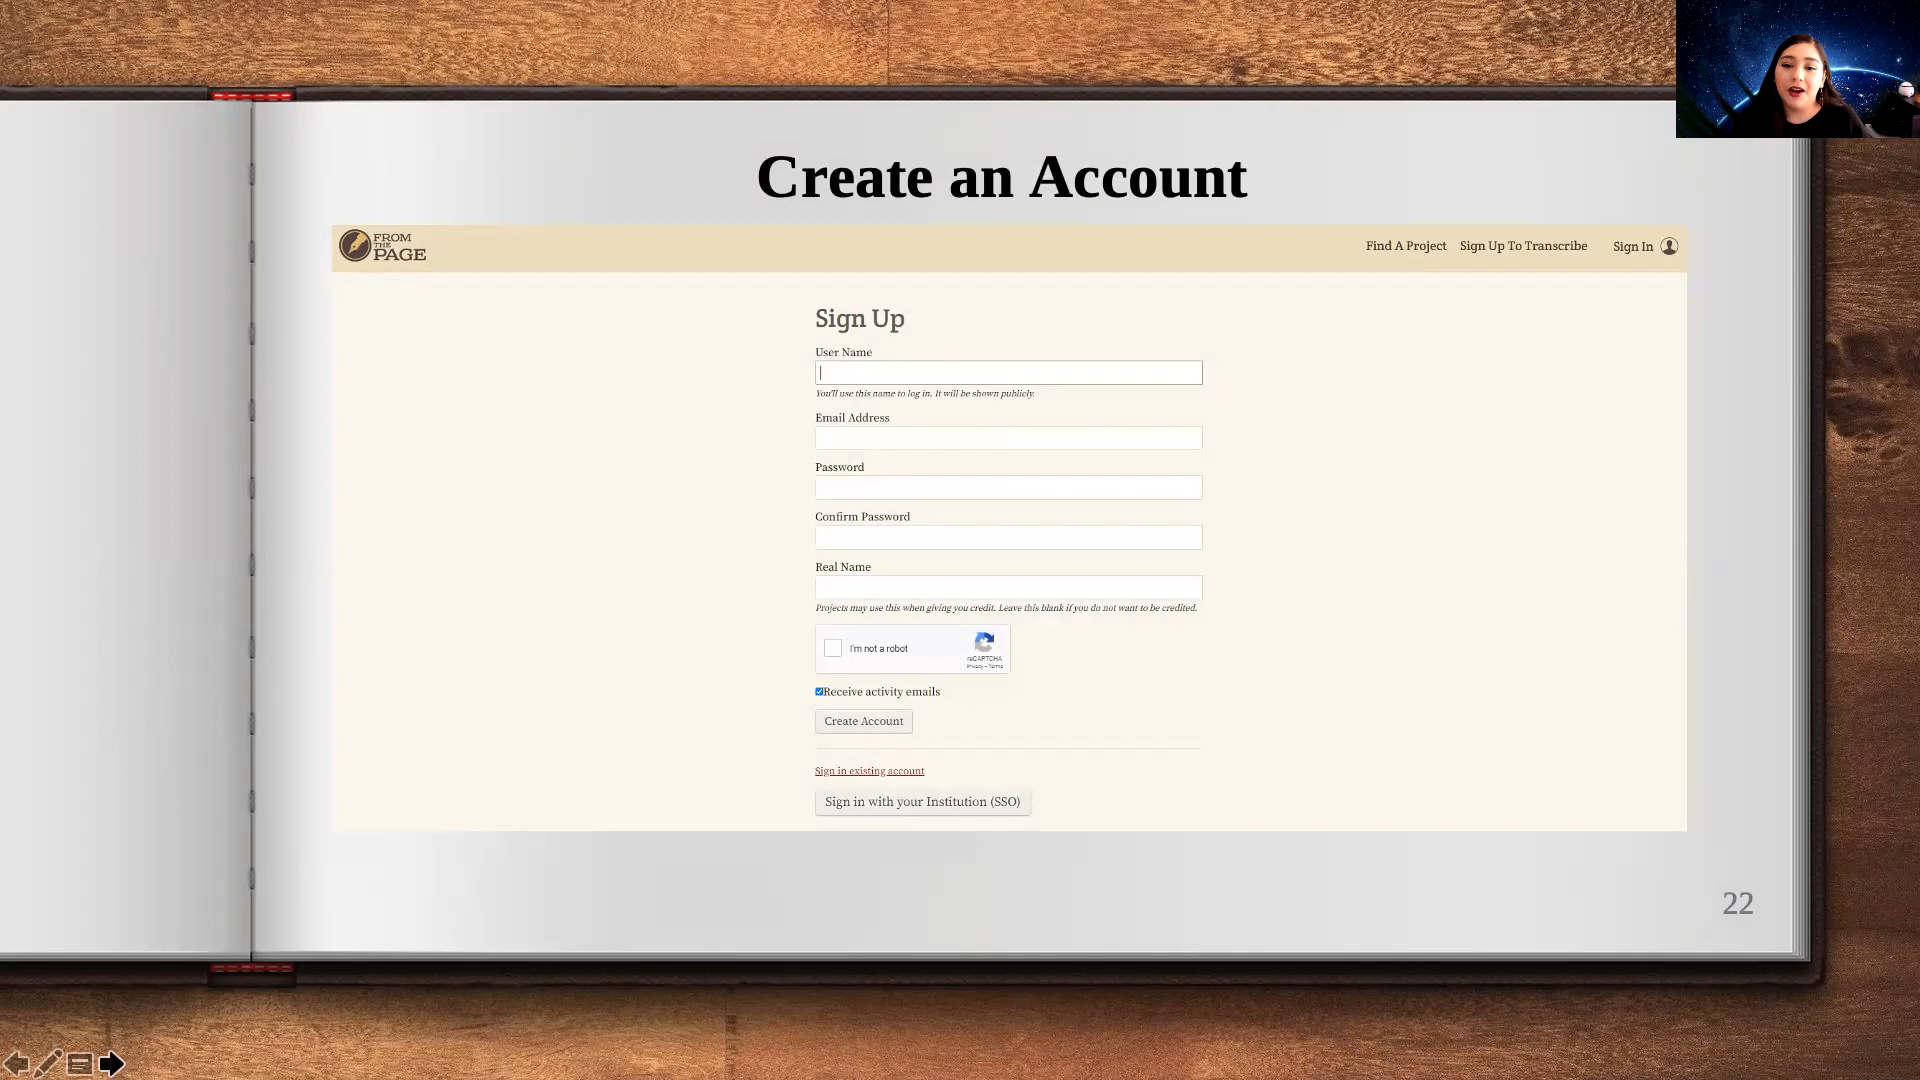 Create an Account
FROM
THE
PAGE
Find A Project Sign Up To Transcribe Sign In
Sign Up
User Name
You'll use this name to log in. It will be shown publicly.
Email Address
Password
Confirm Password
Real Name
Projects may use this when giving you credit. Leave this blank if you do not want to be credited.
I'm not a robot
reCAPTCHA
Privacy - Terms
Receive activity emails
Create Account
Sign in existing account
Sign in with your Institution (SSO)
22